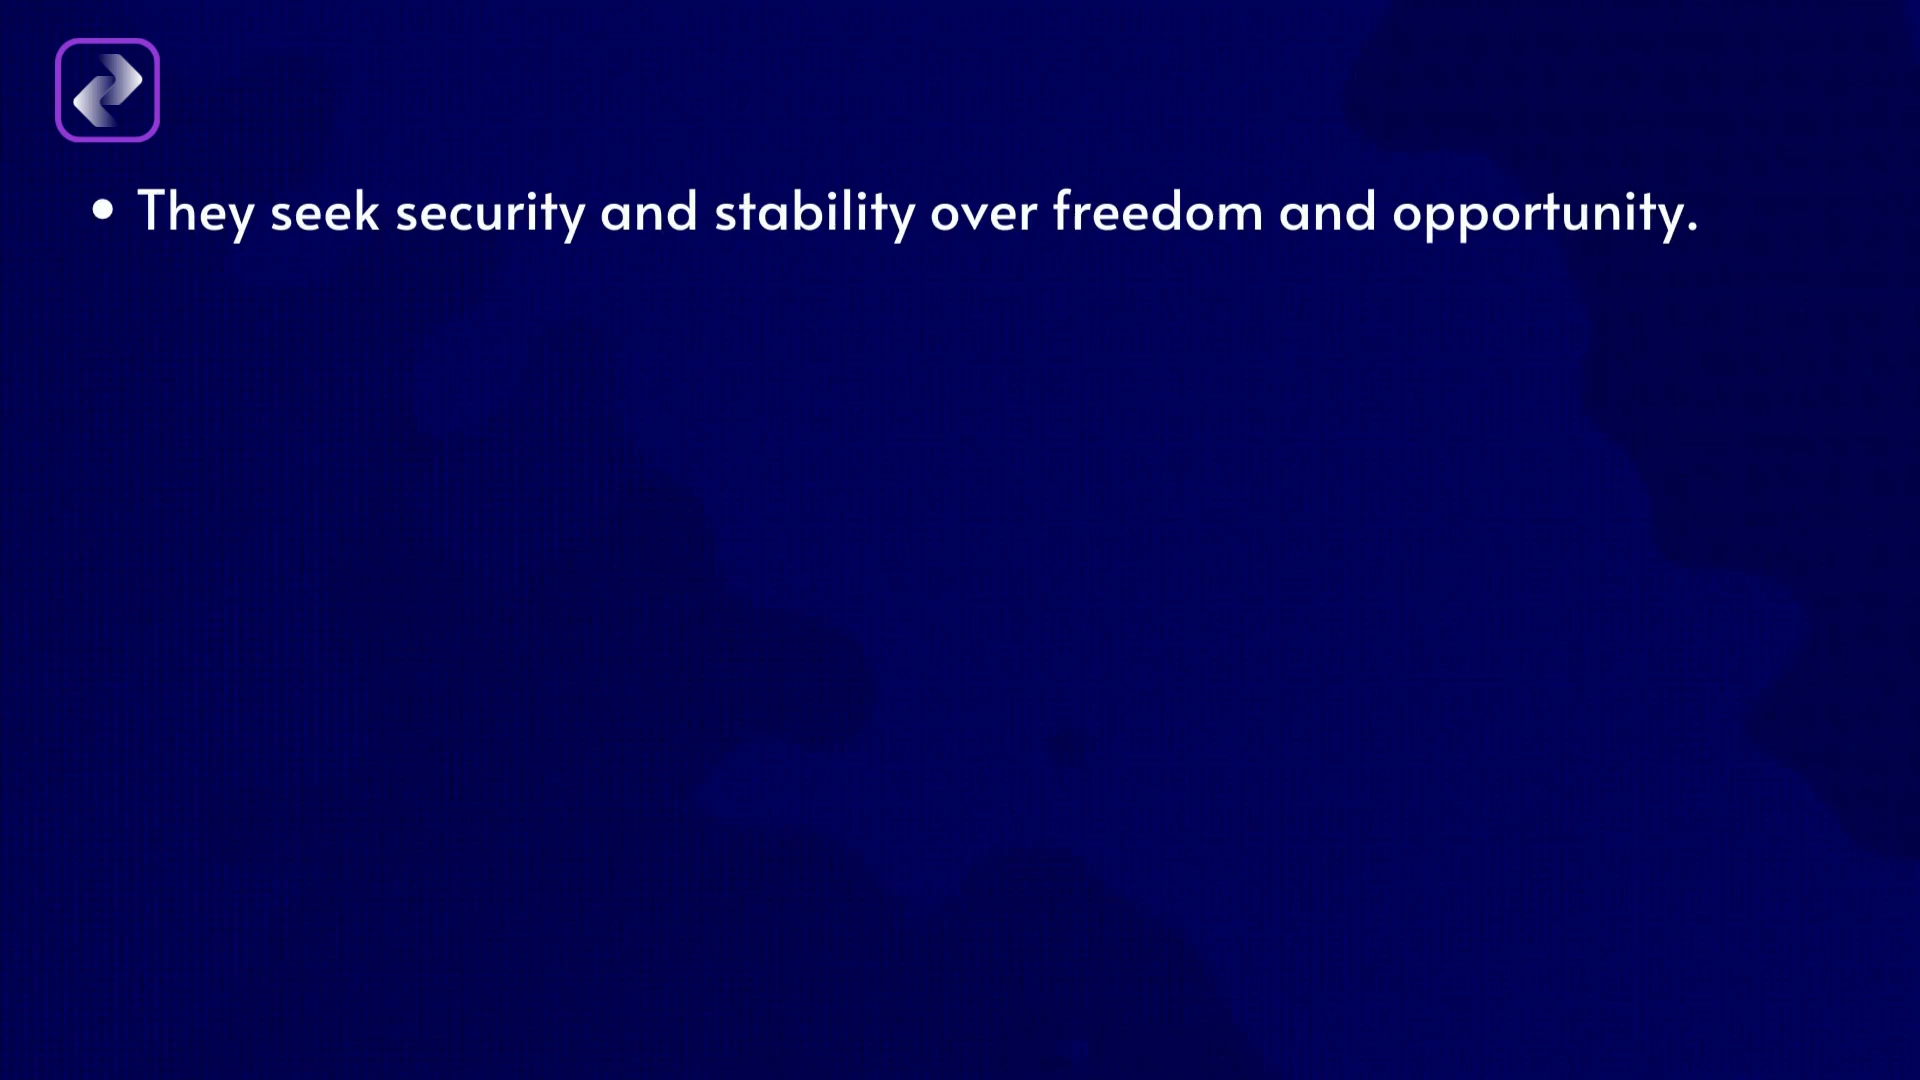 • They seek security and stability over freedom and opportunity.